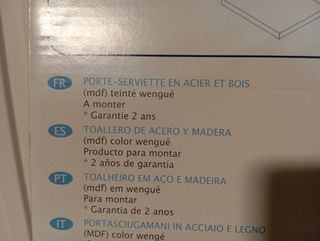 FR PORTE-SERVIETTE EN ACIER ET BOIS
(mdf) teinté wengué
A monter
* Garantie 2 ans
ES TOALLERO DE ACERO Y MADERA
(mdf) color wengué
Producto para montar
* 2 años de garantía
PT TOALHEIRO EM AÇO E MADEIRA
(mdf) em wengué
Para montar
* Garantia de 2 anos
IT PORTASCIUGAMANI IN ACCIAIO E LEGNO
(MDF) color wengé